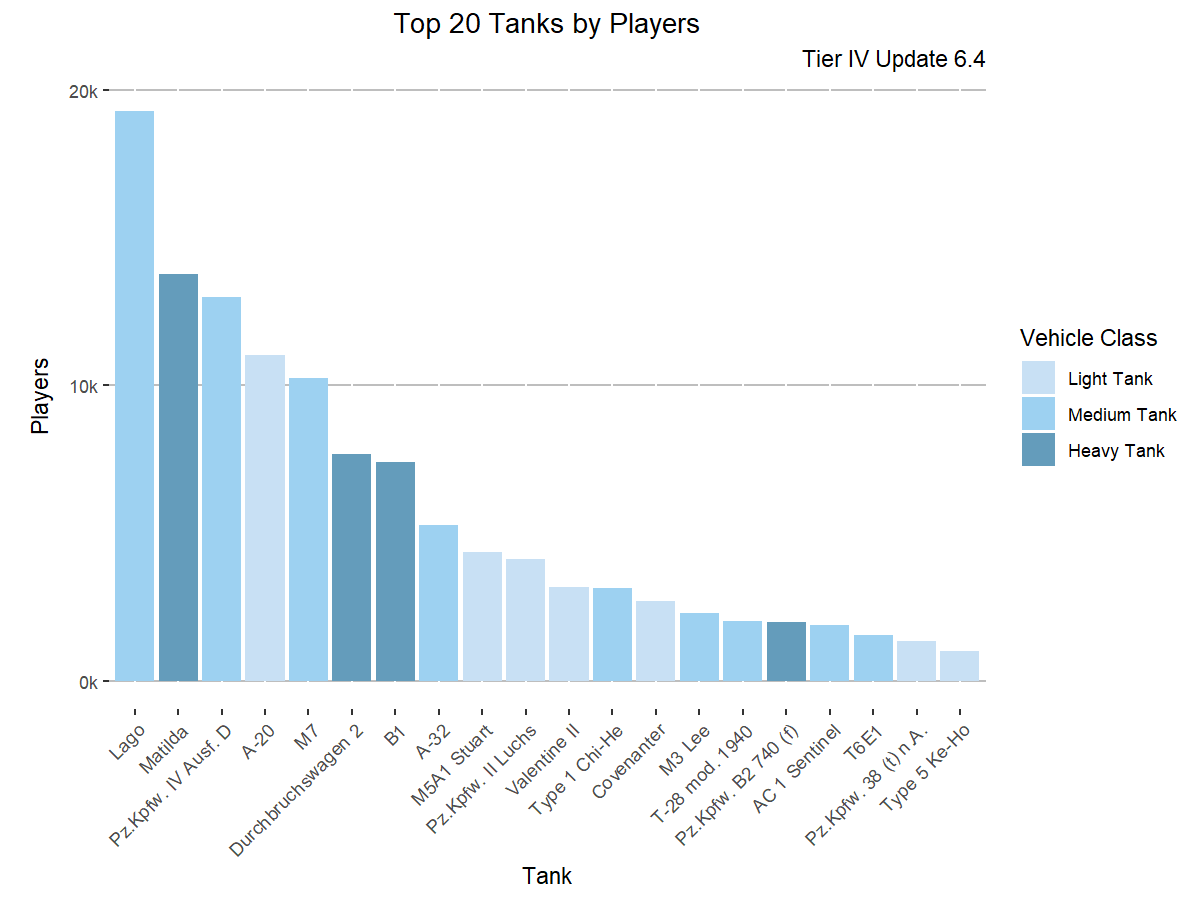 Top 20 Tanks by Players
Tier IV Update 6.4
20k
10k
0k
Players
Lago
Matilda
Pz.Kpfw. IV Ausf. D
A-20
M7
Durchbruchswagen 2
B1
A-32
M5A1 Stuart
Pz.Kpfw. II Luchs
Valentine II
Type 1 Chi-He
Covenanter
M3 Lee
T-28 mod. 1940
Pz.Kpfw. B2 740 (f)
AC 1 Sentinel
T6E1
Pz.Kpfw. 38 (t) n.A.
Type 5 Ke-Ho
Tank
Vehicle Class
Light Tank
Medium Tank
Heavy Tank